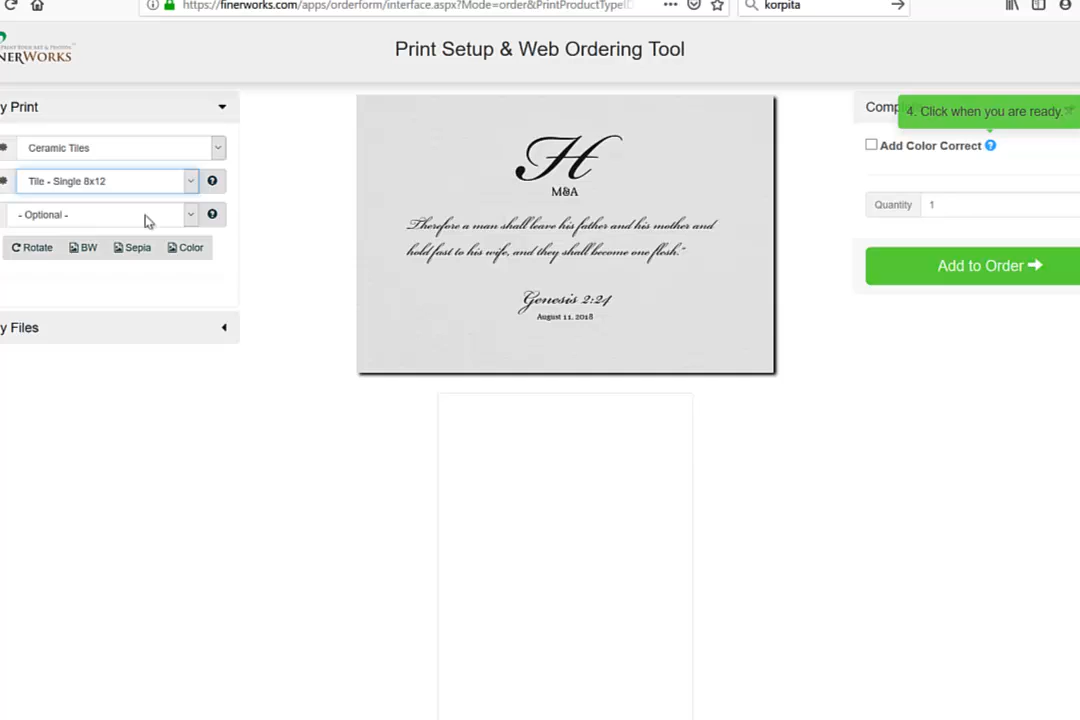 https://finerworks.com/apps/orderform/interface.aspx?Mode=order&PrintProductTypeID
korpita
NERWORKS
Print Setup & Web Ordering Tool
y Print
Ceramic Tiles
Tile - Single 8x12
- Optional -
Rotate
BW
Sepia
Color
y Files
H
M&A
Therefore a man shall leave his father and his mother and
hold fast to his wife, and they shall become one flesh."
Genesis 2:24
August 11, 2018
Comp
4. Click when you are ready.
Add Color Correct
Quantity
1
Add to Order